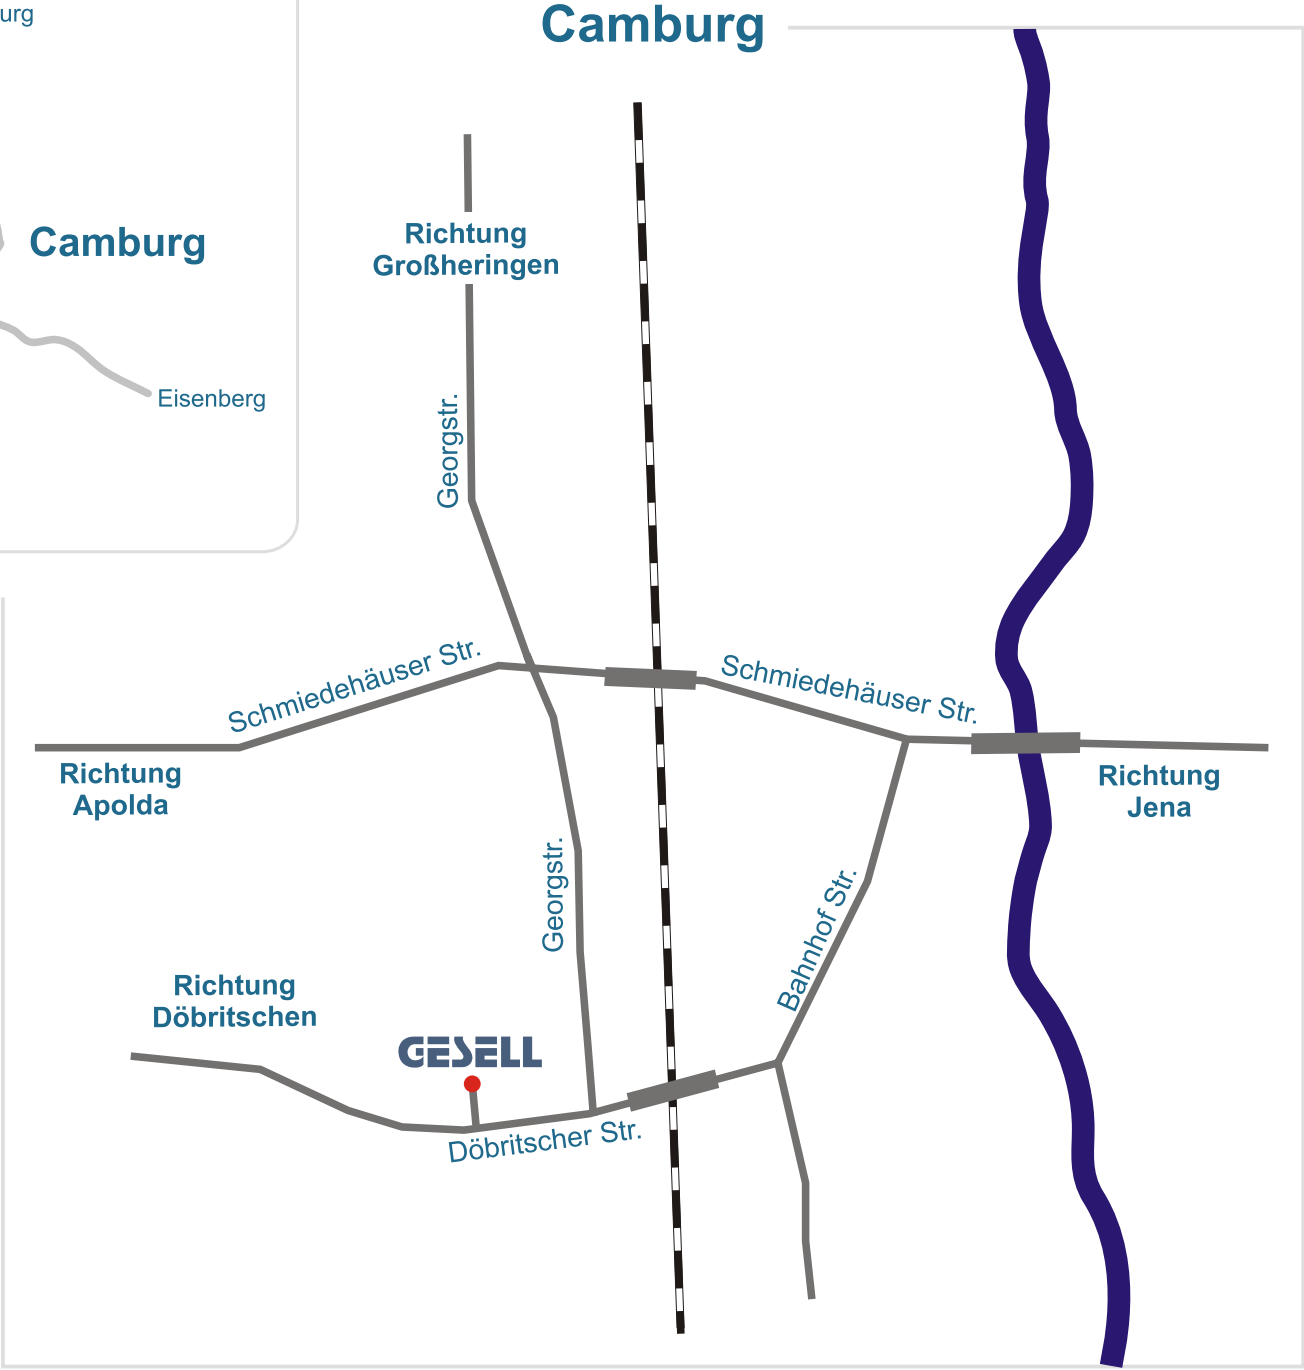 urg
Camburg
Camburg
Eisenberg
Richtung
Großheringen
Georgstr.
Schmiedehäuser Str.
Schmiedehäuser Str.
Richtung
Apolda
Richtung
Jena
Georgstr.
Bahnhof Str.
Richtung
Döbritschen
GESELL
Döbritscher Str.